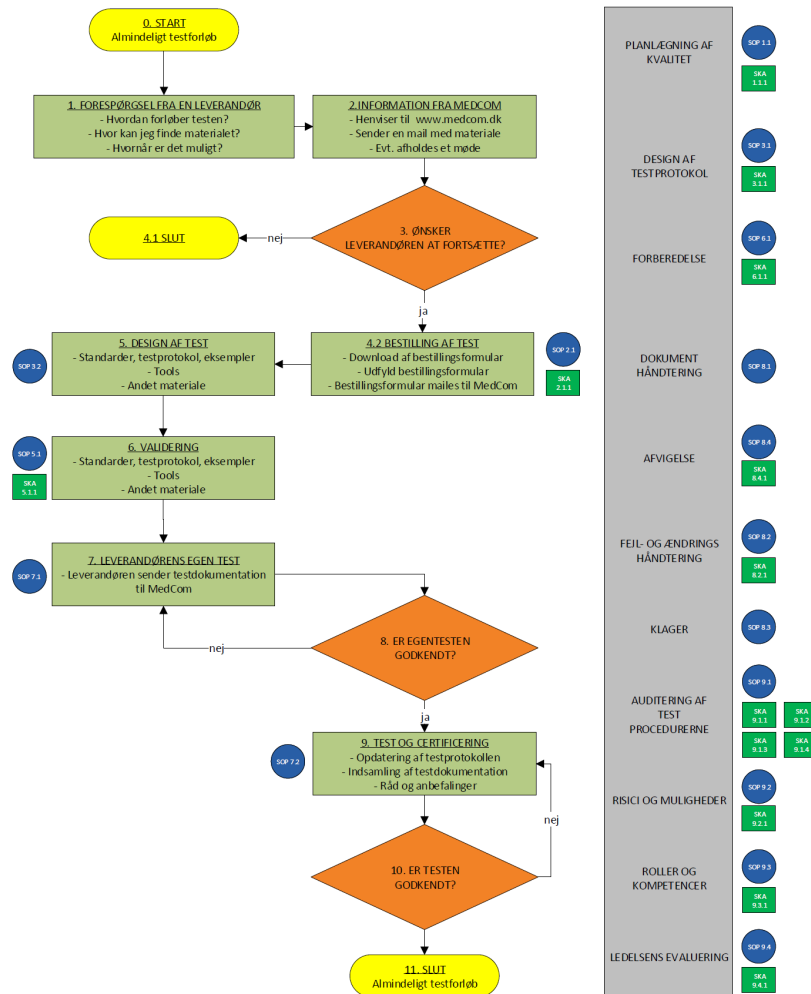 0. START
Almindeligt testforløb
1. FORESPØRGSEL FRA EN LEVERANDØR
- Hvordan forløber testen?
- Hvor kan jeg finde materialet?
- Hvornår er det muligt?
2.INFORMATION FRA MEDCOM
- Henviser til www.medcom.dk
- Sender en mail med materiale
- Evt. afholdes et møde
3. ØNSKER
LEVERANDØREN AT FORTSÆTTE?
nej
4.1 SLUT
ja
4.2 BESTILLING AF TEST
- Download af bestillingsformular
- Udfyld bestillingsformular
- Bestillingsformular mailes til MedCom
SOP 2.1
SKA
2.1.1
5. DESIGN AF TEST
- Standarder, testprotokol, eksempler
- Tools
- Andet materiale
SOP 3.2
6. VALIDERING
- Standarder, testprotokol, eksempler
- Tools
- Andet materiale
SOP 5.1
SKA
5.1.1
7. LEVERANDØRENS EGEN TEST
- Leverandøren sender testdokumentation
til MedCom
SOP 7.1
8. ER EGENTESTEN
GODKENDT?
nej
ja
9. TEST OG CERTIFICERING
- Opdatering af testprotokollen
- Indsamling af testdokumentation
- Råd og anbefalinger
SOP 7.2
nej
10. ER TESTEN
GODKENDT?
11. SLUT
Almindeligt testforløb
PLANLÆGNING AF
KVALITET
SOP 1.1
SKA
1.1.1
DESIGN AF
TESTPROTOKOL
SOP 3.1
SKA
3.1.1
FORBEREDELSE
SOP 6.1
SKA
6.1.1
DOKUMENT
HÅNDTERING
SOP 8.1
AFVIGELSE
SOP 8.4
SKA
8.4.1
FEJL- OG ÆNDRINGS
HÅNDTERING
SOP 8.2
SKA
8.2.1
KLAGER
SOP 8.3
AUDITERING AF
TEST
PROCEDURERNE
SOP 9.1
SKA
9.1.1
SKA
9.1.2
SKA
9.1.3
SKA
9.1.4
RISICI OG MULIGHEDER
SOP 9.2
SKA
9.2.1
ROLLER OG
KOMPETENCER
SOP 9.3
SKA
9.3.1
LEDELSENS EVALUERING
SOP 9.4
SKA
9.4.1